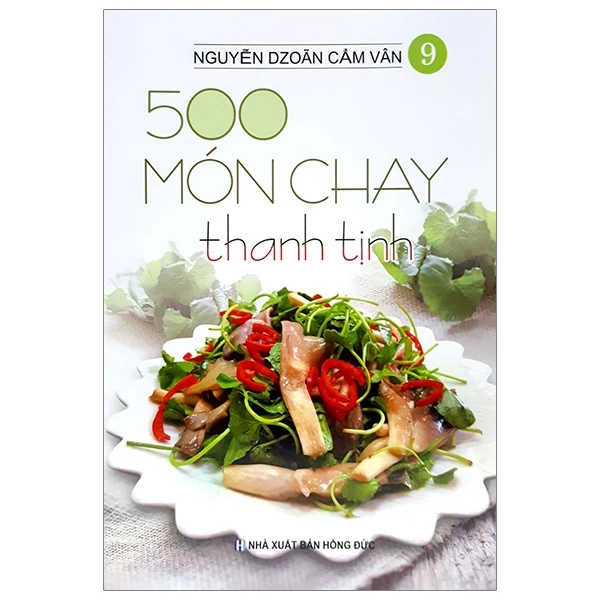 NGUYỄN DZOÃN CẨM VÂN 9
500
MÓN CHAY
thanh tịnh
NHÀ XUẤT BẢN HỒNG ĐỨC